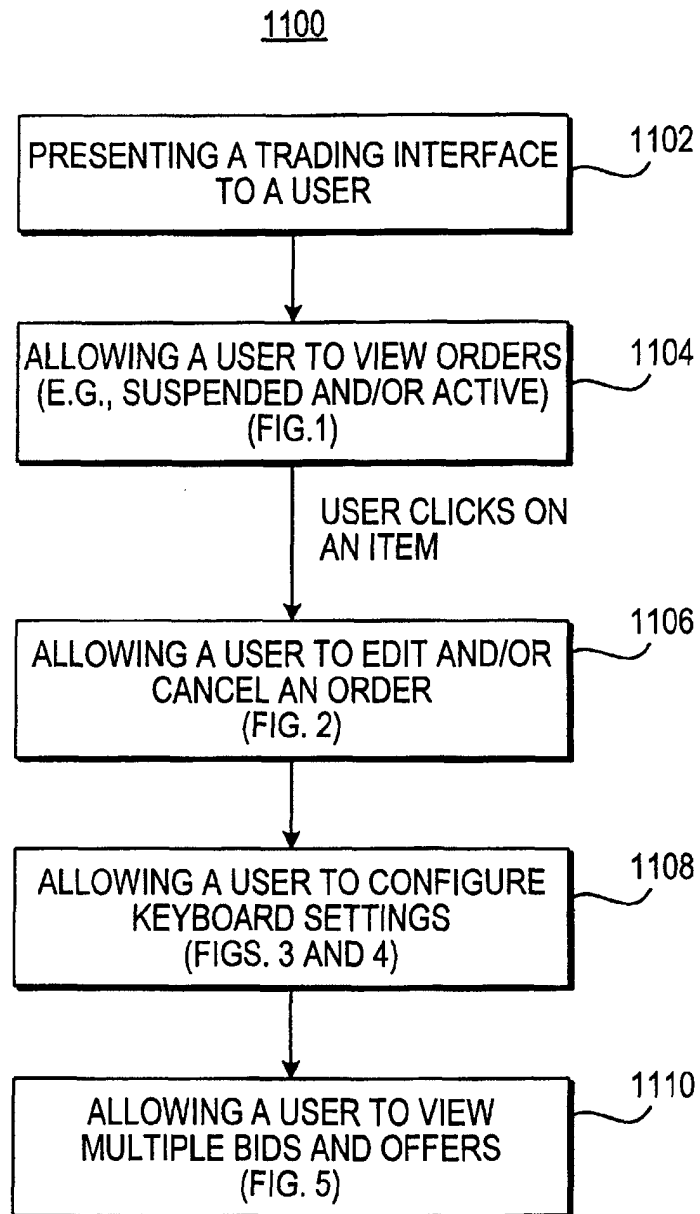 1100
PRESENTING A TRADING INTERFACE
TO A USER
1102
ALLOWING A USER TO VIEW ORDERS
(E.G., SUSPENDED AND/OR ACTIVE)
(FIG.1)
1104
USER CLICKS ON
AN ITEM
ALLOWING A USER TO EDIT AND/OR
CANCEL AN ORDER
(FIG. 2)
1106
ALLOWING A USER TO CONFIGURE
KEYBOARD SETTINGS
(FIGS. 3 AND 4)
1108
ALLOWING A USER TO VIEW
MULTIPLE BIDS AND OFFERS
(FIG. 5)
1110